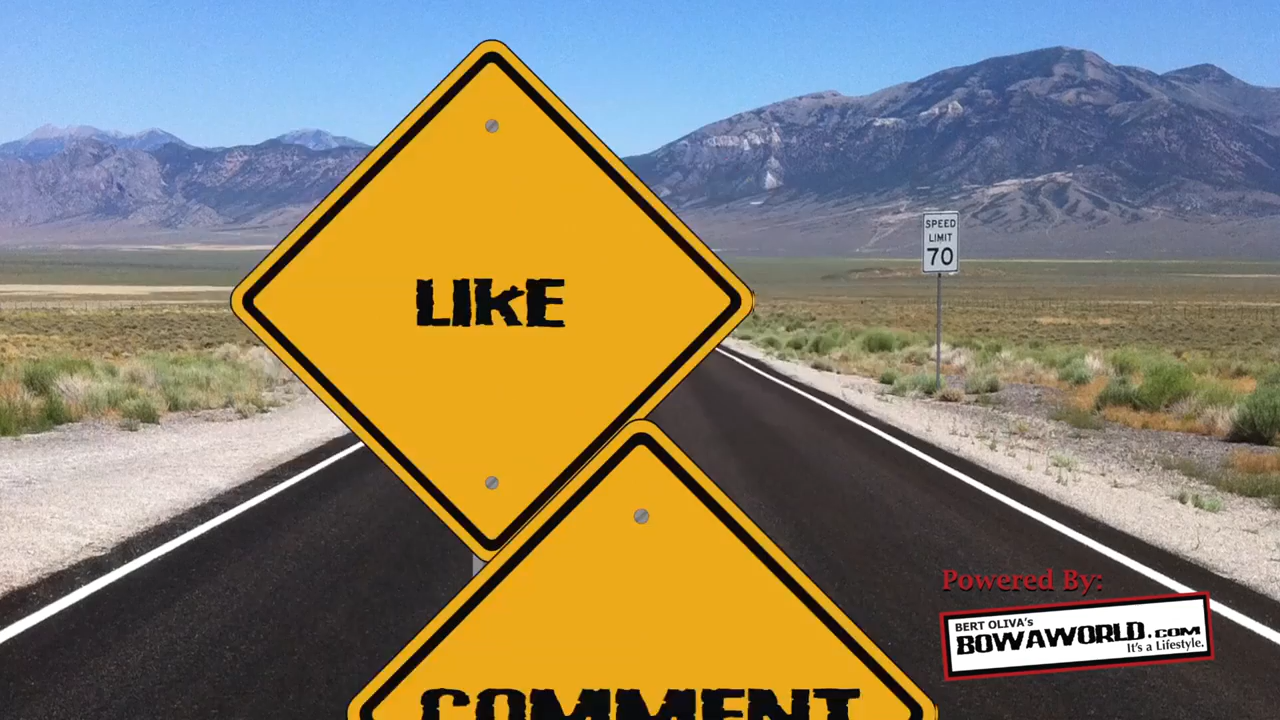 LIKE
SPEED
LIMIT
70
COMMENT
Powered By:
BERT OLIVA'S
BOWAWORLD.COM
It's a Lifestyle.